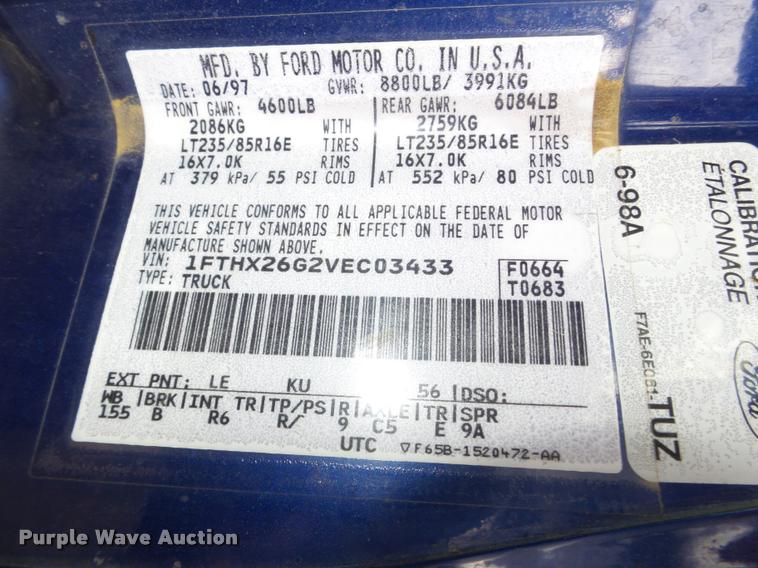 MFD. BY FORD MOTOR CO. IN U.S.A.
DATE: 06/97 GVWR: 8800LB/ 3991KG
FRONT GAWR: 4600LB REAR GAWR: 6084LB
2086KG WITH 2759KG WITH
LT235/85R16E TIRES LT235/85R16E TIRES
16X7.0K RIMS 16X7.0K RIMS
AT 379 kPa/ 55 PSI COLD AT 552 kPa/ 80 PSI COLD
THIS VEHICLE CONFORMS TO ALL APPLICABLE FEDERAL MOTOR
VEHICLE SAFETY STANDARDS IN EFFECT ON THE DATE OF
MANUFACTURE SHOWN ABOVE.
VIN: 1FTHX26G2VEC03433 F0664
TYPE: TRUCK T0683
EXT PNT: LE KU 56 DSO:
WB BRK INT TR TP/PS R AXLE TR SPR
155 B R6 R/ 9 C5 E 9A
UTC F65B-1520472-AA
CALIBRATION
ÉTALONNAGE
6-98A
Ford
F7AE-6E081-TUZ
Purple Wave Auction